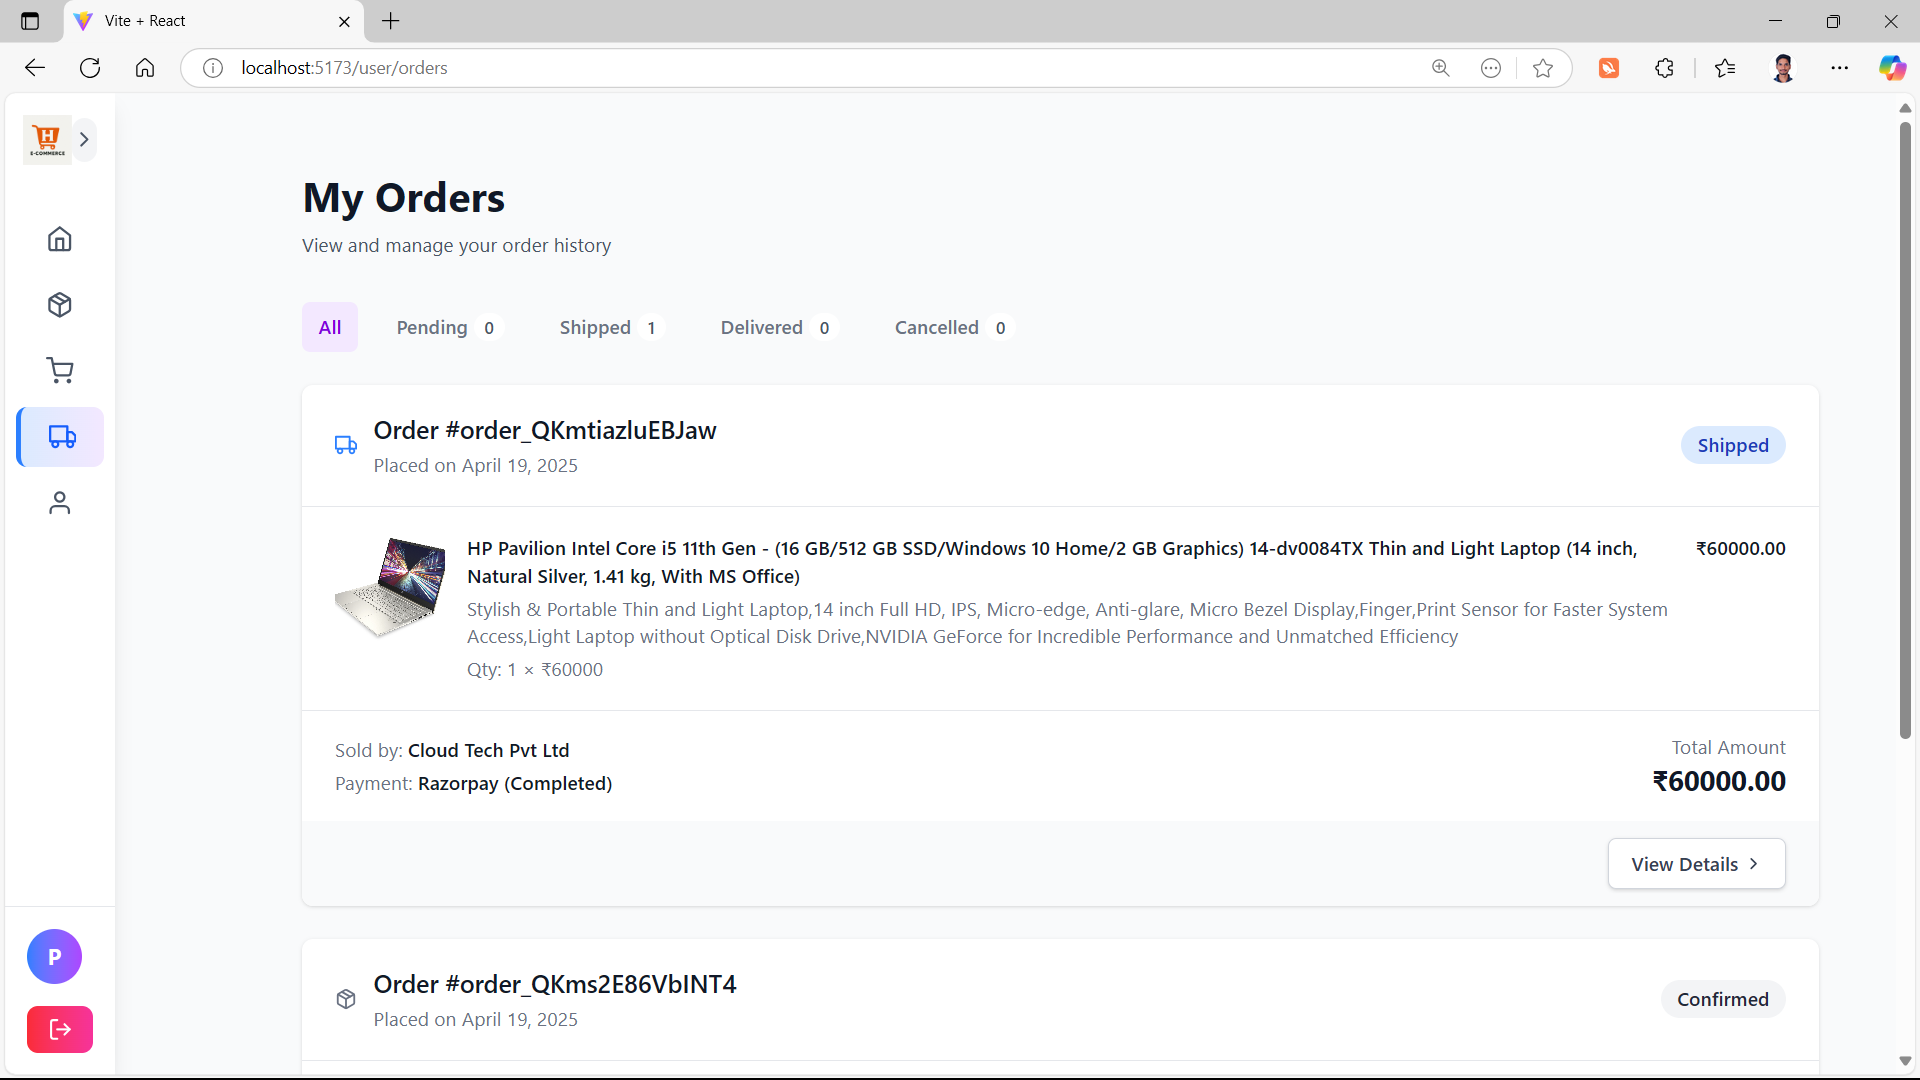 Vite + React
localhost:5173/user/orders
H
E-COMMERCE
My Orders
View and manage your order history
All
Pending 0
Shipped 1
Delivered 0
Cancelled 0
Order #order_QKmtiazluEBJaw
Placed on April 19, 2025
Shipped
HP Pavilion Intel Core i5 11th Gen - (16 GB/512 GB SSD/Windows 10 Home/2 GB Graphics) 14-dv0084TX Thin and Light Laptop (14 inch,
Natural Silver, 1.41 kg, With MS Office)
₹60000.00
Stylish & Portable Thin and Light Laptop,14 inch Full HD, IPS, Micro-edge, Anti-glare, Micro Bezel Display,Finger,Print Sensor for Faster System
Access,Light Laptop without Optical Disk Drive,NVIDIA GeForce for Incredible Performance and Unmatched Efficiency
Qty: 1 × ₹60000
Sold by: Cloud Tech Pvt Ltd
Payment: Razorpay (Completed)
Total Amount
₹60000.00
View Details
Order #order_QKms2E86VbINT4
Placed on April 19, 2025
Confirmed
P